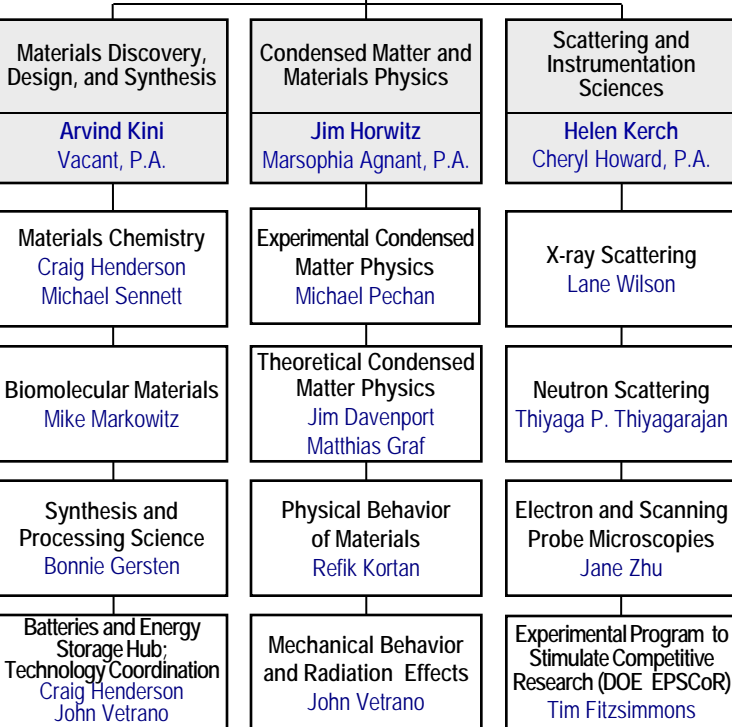 Materials Discovery,
Design, and Synthesis
Arvind Kini
Vacant, P.A.
Materials Chemistry
Craig Henderson
Michael Sennett
Biomolecular Materials
Mike Markowitz
Synthesis and
Processing Science
Bonnie Gersten
Batteries and Energy
Storage Hub;
Technology Coordination
Craig Henderson
John Vetrano
Condensed Matter and
Materials Physics
Jim Horwitz
Marsophia Agnant, P.A.
Experimental Condensed
Matter Physics
Michael Pechan
Theoretical Condensed
Matter Physics
Jim Davenport
Matthias Graf
Physical Behavior
of Materials
Refik Kortan
Mechanical Behavior
and Radiation Effects
John Vetrano
Scattering and
Instrumentation
Sciences
Helen Kerch
Cheryl Howard, P.A.
X-ray Scattering
Lane Wilson
Neutron Scattering
Thiyaga P. Thiyagarajan
Electron and Scanning
Probe Microscopies
Jane Zhu
Experimental Program to
Stimulate Competitive
Research (DOE EPSCoR)
Tim Fitzsimmons